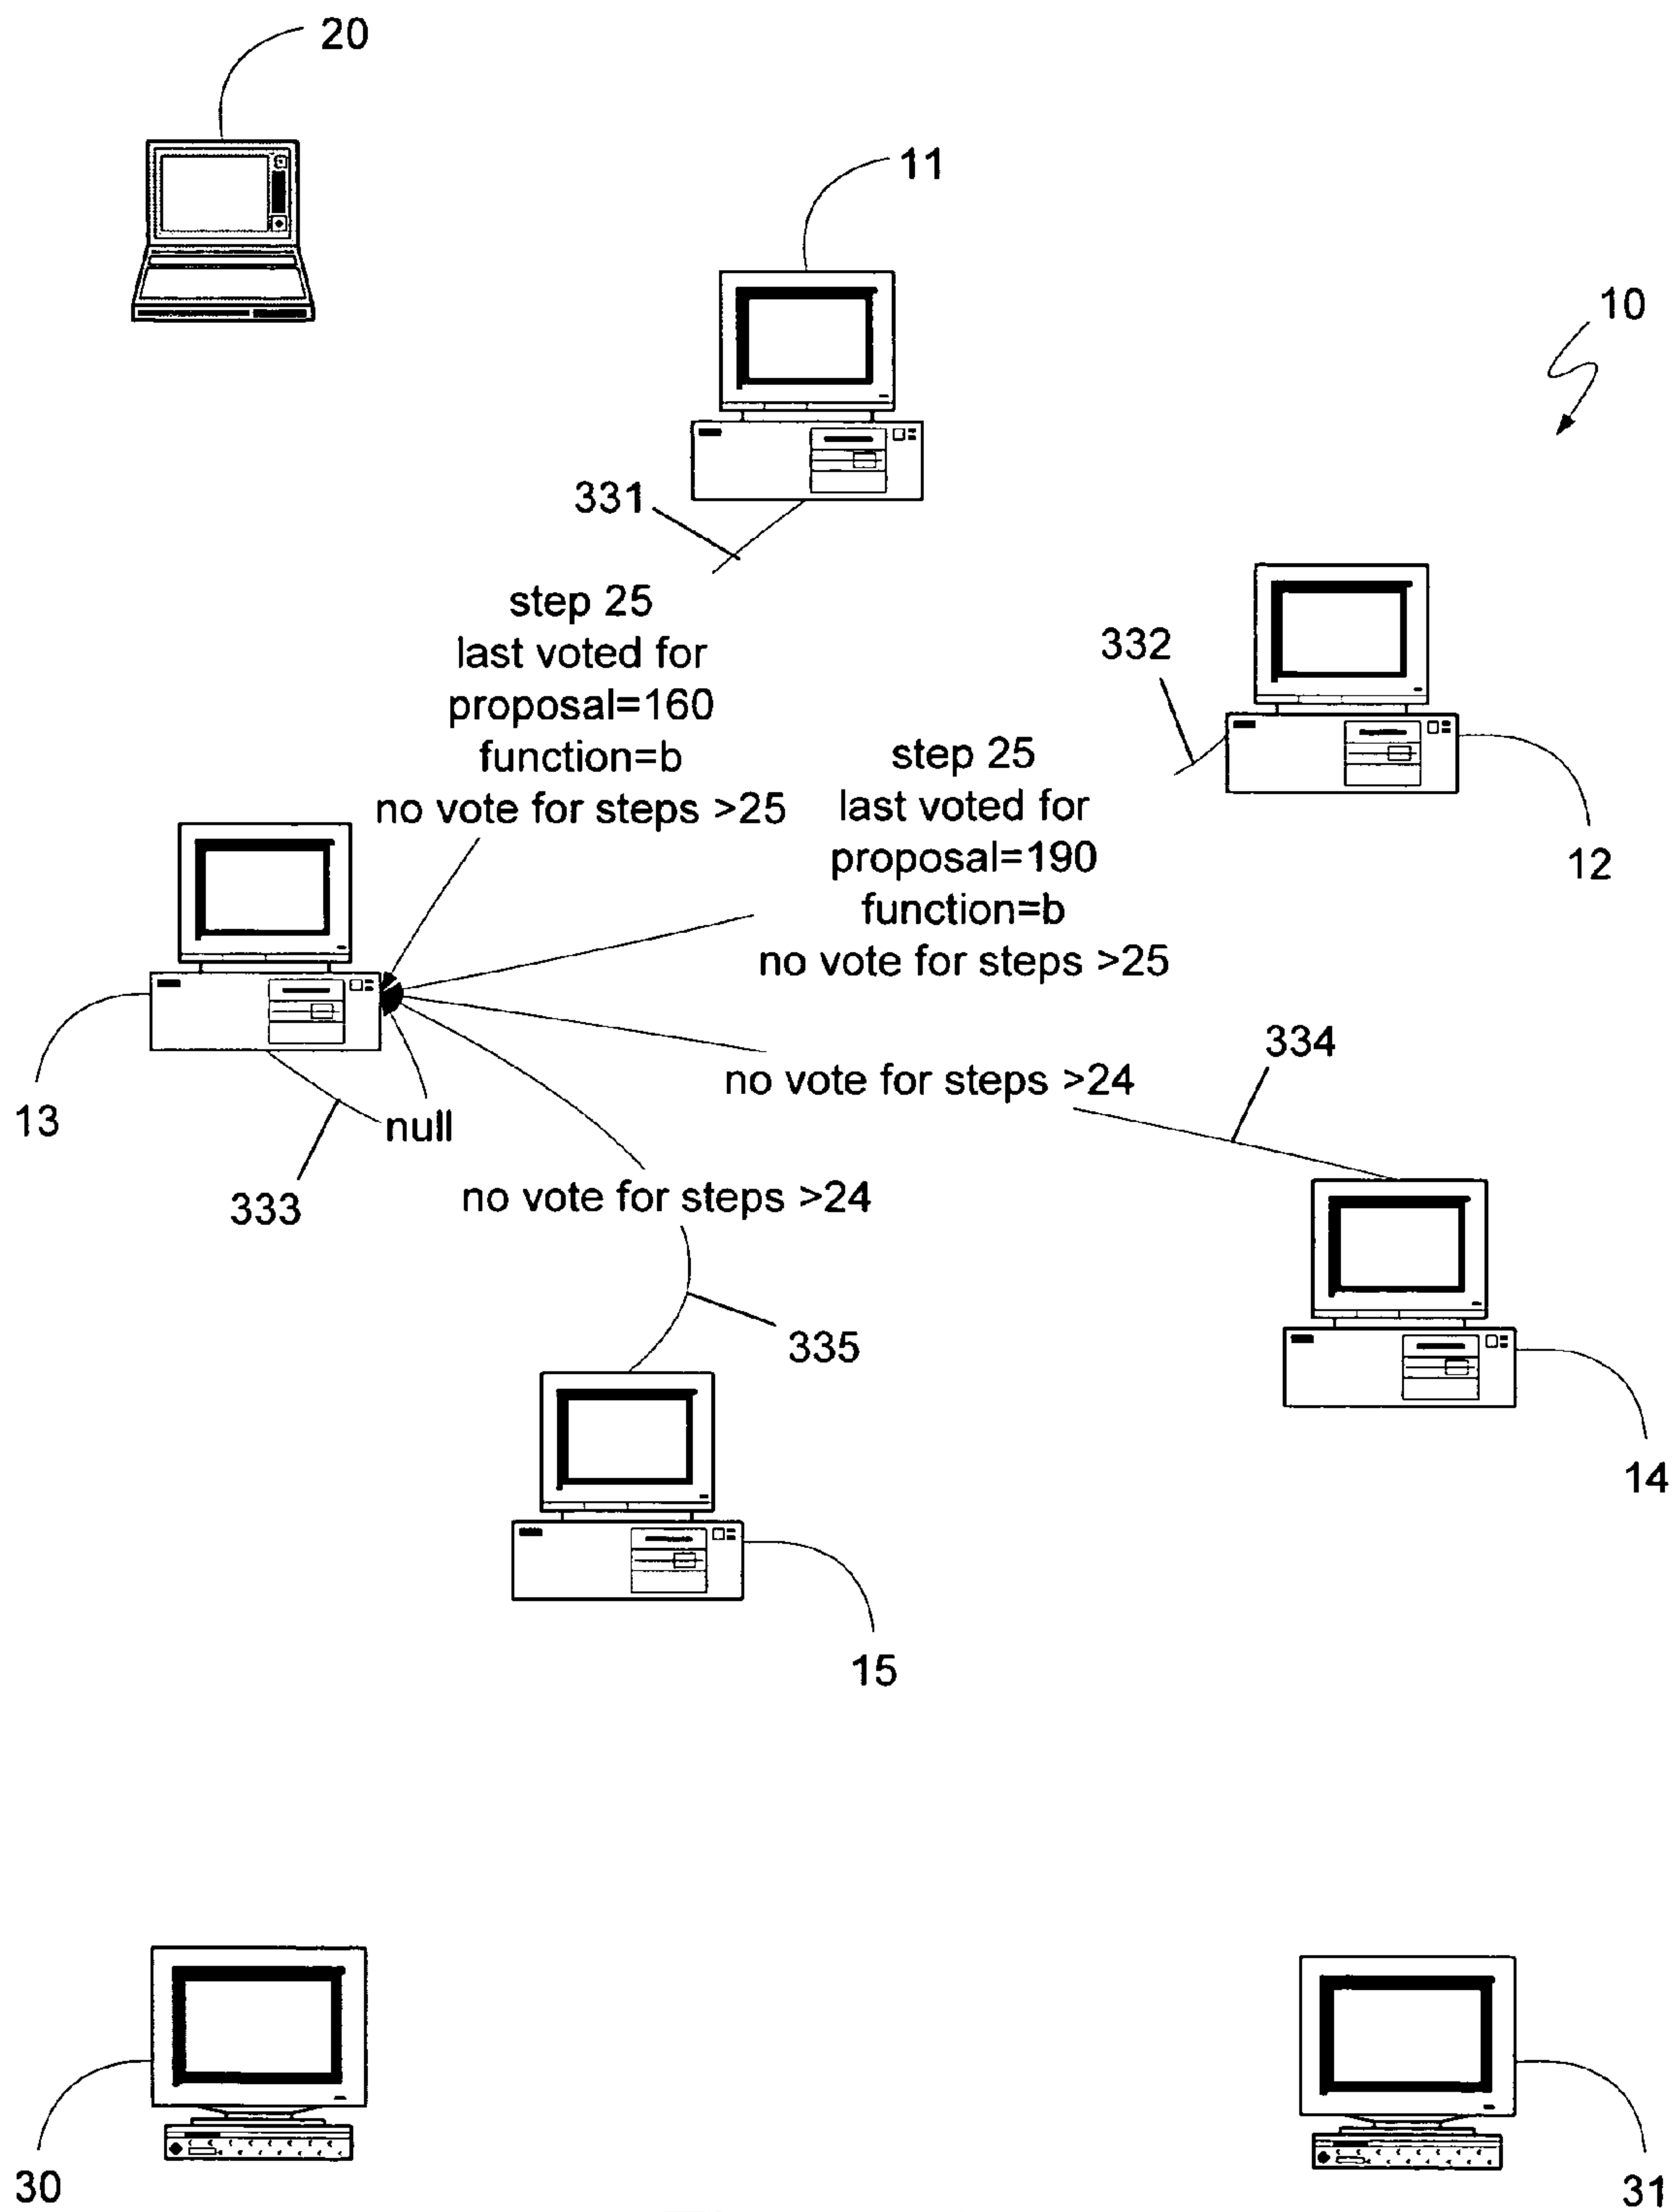 20
11
10
331
step 25
last voted for
proposal=160
function=b
no vote for steps >25
332
step 25
last voted for
proposal=190
function=b
no vote for steps >25
12
13
null
333
no vote for steps >24
334
no vote for steps >24
335
14
15
30
31